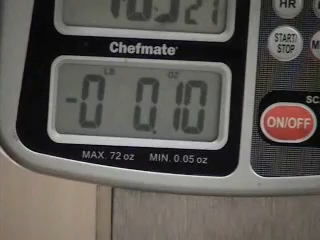 HR
Chefmate
START/
STOP
LB OZ
-0 0.10
ON/OFF
MAX. 72 oz MIN. 0.05 oz